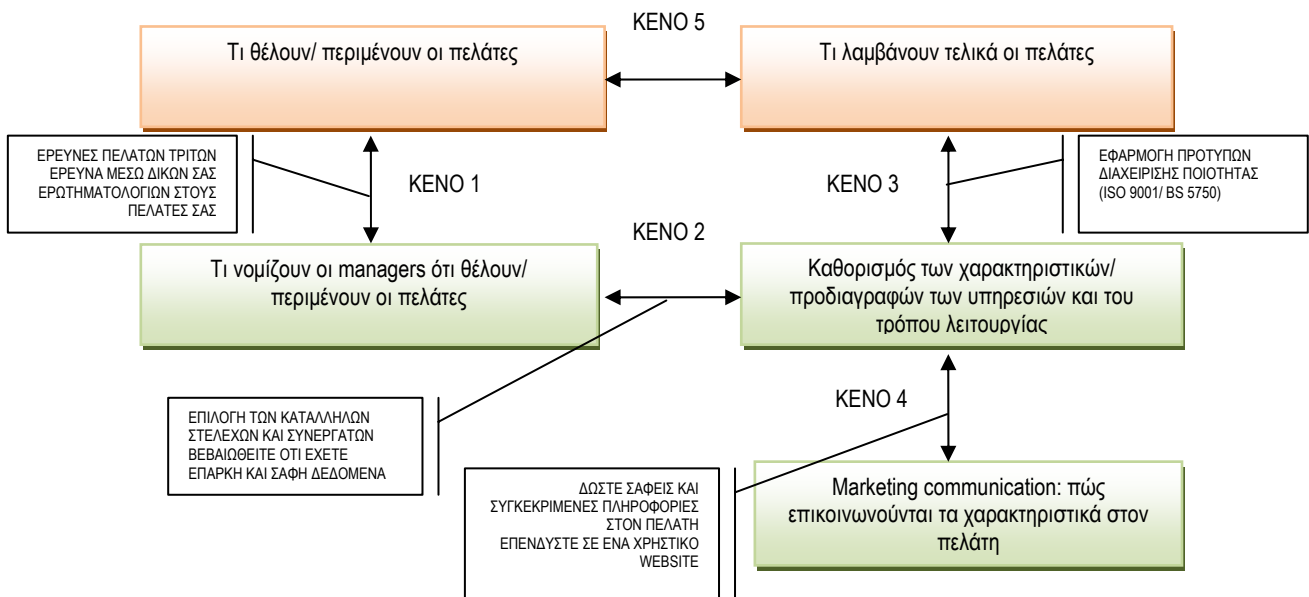 ΚΕΝΟ 5
Τι θέλουν/ περιμένουν οι πελάτες
Τι λαμβάνουν τελικά οι πελάτες
ΕΡΕΥΝΕΣ ΠΕΛΑΤΩΝ ΤΡΙΤΩΝ
ΕΡΕΥΝΑ ΜΕΣΩ ΔΙΚΩΝ ΣΑΣ
ΕΡΩΤΗΜΑΤΟΛΟΓΙΩΝ ΣΤΟΥΣ
ΠΕΛΑΤΕΣ ΣΑΣ
ΚΕΝΟ 1
ΚΕΝΟ 3
ΕΦΑΡΜΟΓΗ ΠΡΟΤΥΠΩΝ
ΔΙΑΧΕΙΡΙΣΗΣ ΠΟΙΟΤΗΤΑΣ
(ISO 9001/ BS 5750)
ΚΕΝΟ 2
Τι νομίζουν οι managers ότι θέλουν/
περιμένουν οι πελάτες
Καθορισμός των χαρακτηριστικών/
προδιαγραφών των υπηρεσιών και του
τρόπου λειτουργίας
ΚΕΝΟ 4
ΕΠΙΛΟΓΗ ΤΩΝ ΚΑΤΑΛΛΗΛΩΝ
ΣΤΕΛΕΧΩΝ ΚΑΙ ΣΥΝΕΡΓΑΤΩΝ
ΒΕΒΑΙΩΘΕΙΤΕ ΟΤΙ ΕΧΕΤΕ
ΕΠΑΡΚΗ ΚΑΙ ΣΑΦΗ ΔΕΔΟΜΕΝΑ
ΔΩΣΤΕ ΣΑΦΕΙΣ ΚΑΙ
ΣΥΓΚΕΚΡΙΜΕΝΕΣ ΠΛΗΡΟΦΟΡΙΕΣ
ΣΤΟΝ ΠΕΛΑΤΗ
ΕΠΕΝΔΥΣΤΕ ΣΕ ΕΝΑ ΧΡΗΣΤΙΚΟ
WEBSITE
Marketing communication: πώς
επικοινωνούνται τα χαρακτηριστικά στον
πελάτη